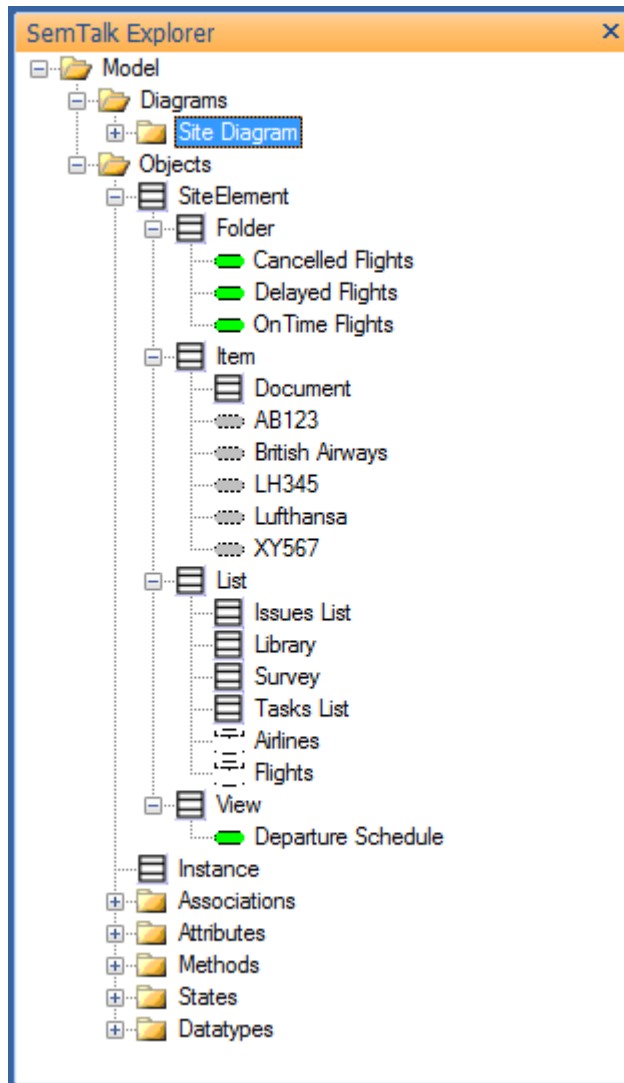 SemTalk Explorer
Model
Diagrams
Site Diagram
Objects
SiteElement
Folder
Cancelled Flights
Delayed Flights
OnTime Flights
Item
Document
AB123
British Airways
LH345
Lufthansa
XY567
List
Issues List
Library
Survey
Tasks List
Airlines
Flights
View
Departure Schedule
Instance
Associations
Attributes
Methods
States
Datatypes